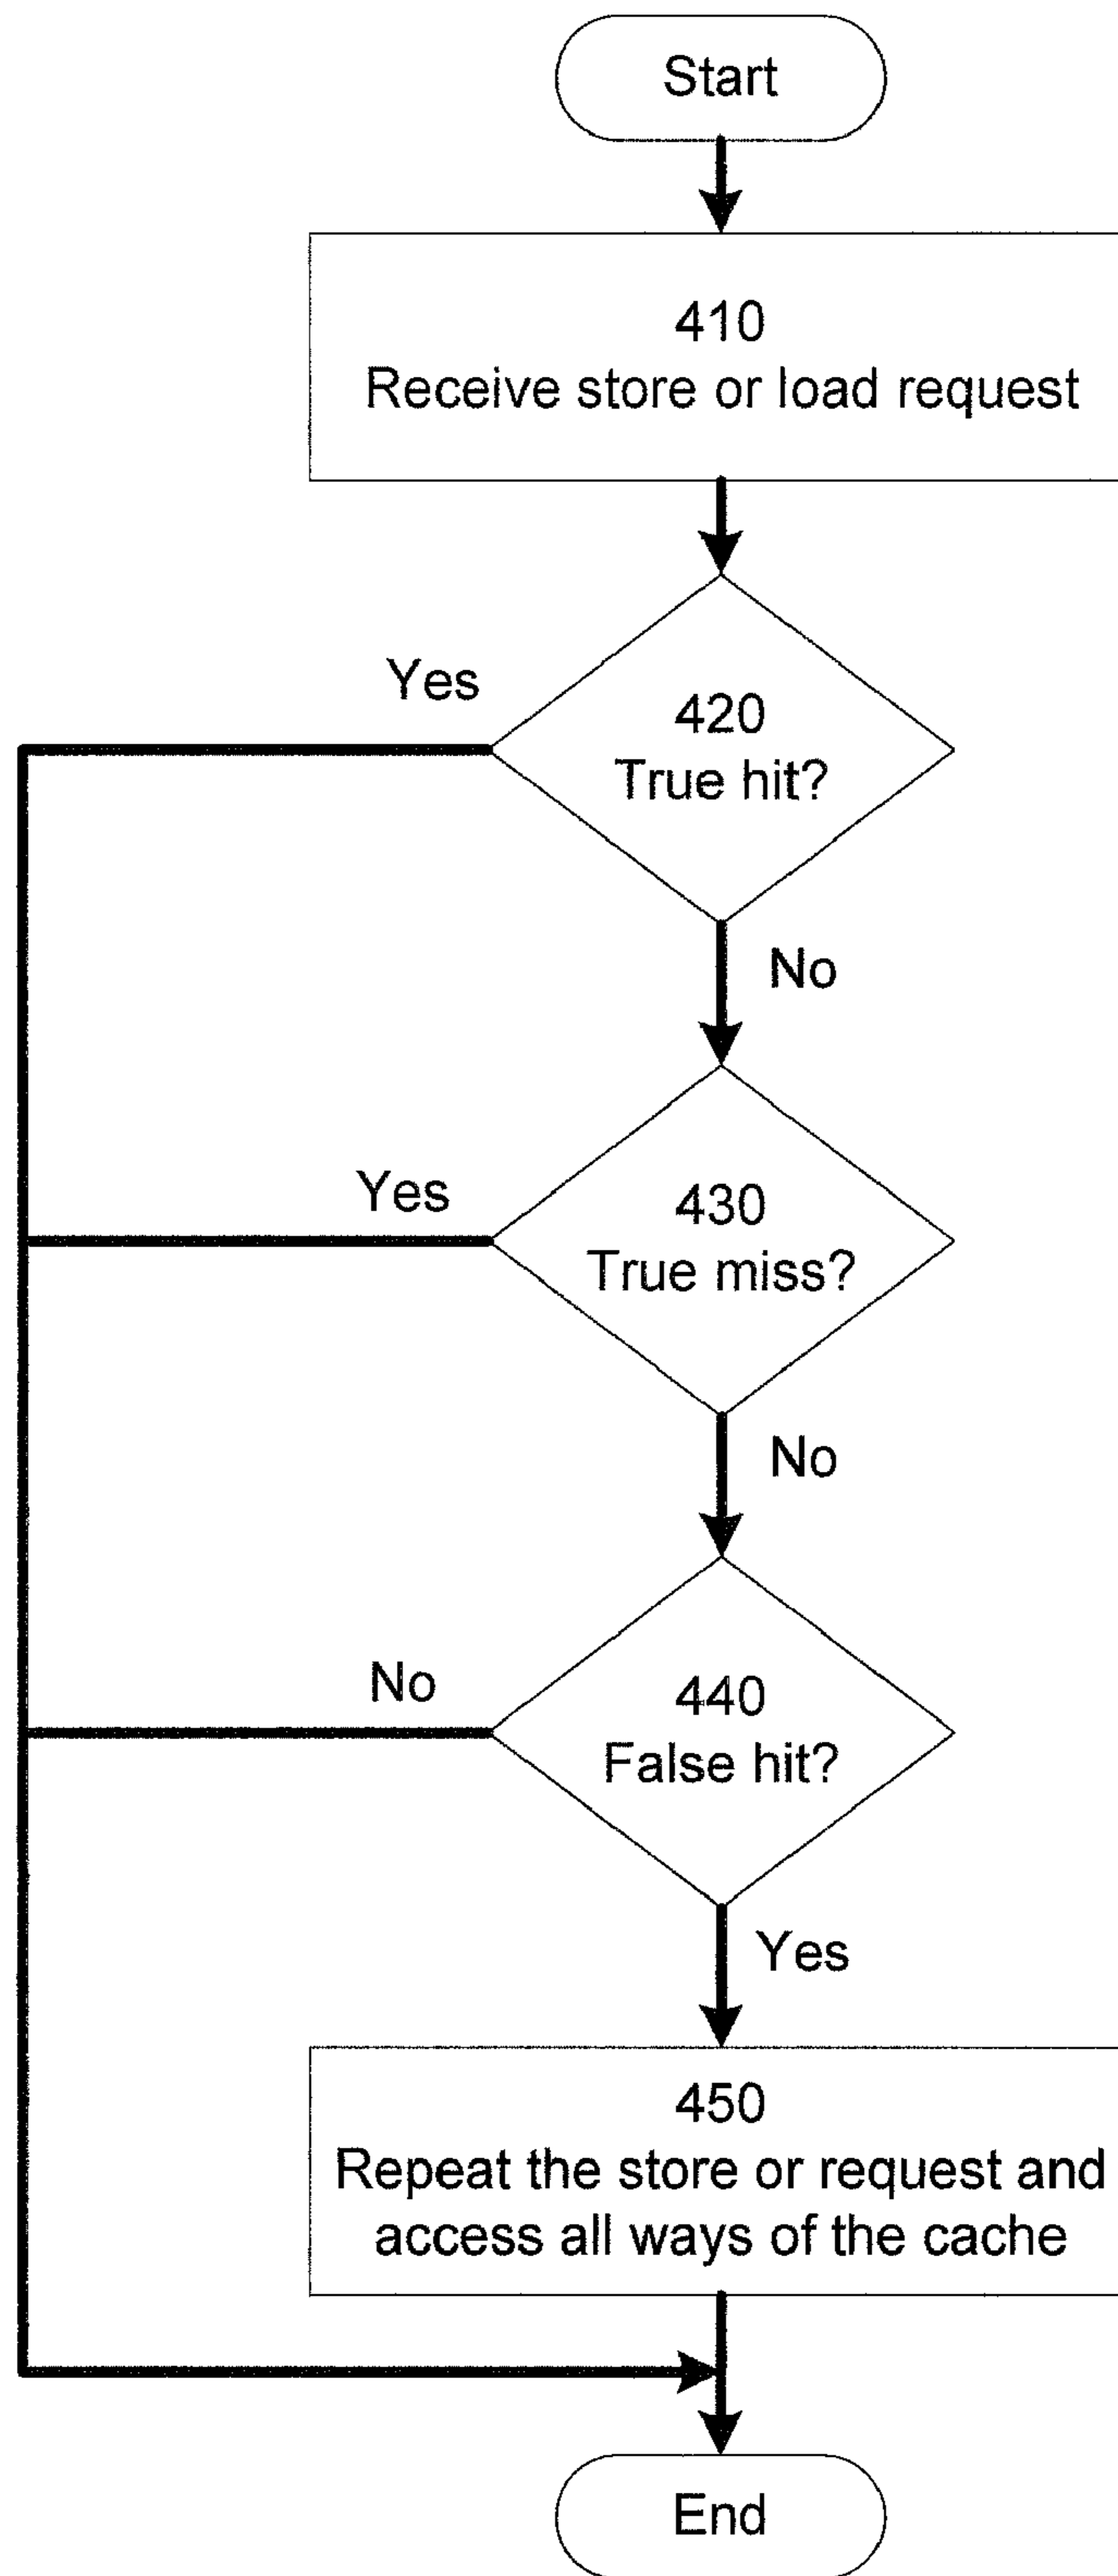 Start
410
Receive store or load request
Yes
420
True hit?
No
Yes
430
True miss?
No
No
440
False hit?
Yes
450
Repeat the store or request and
access all ways of the cache
End